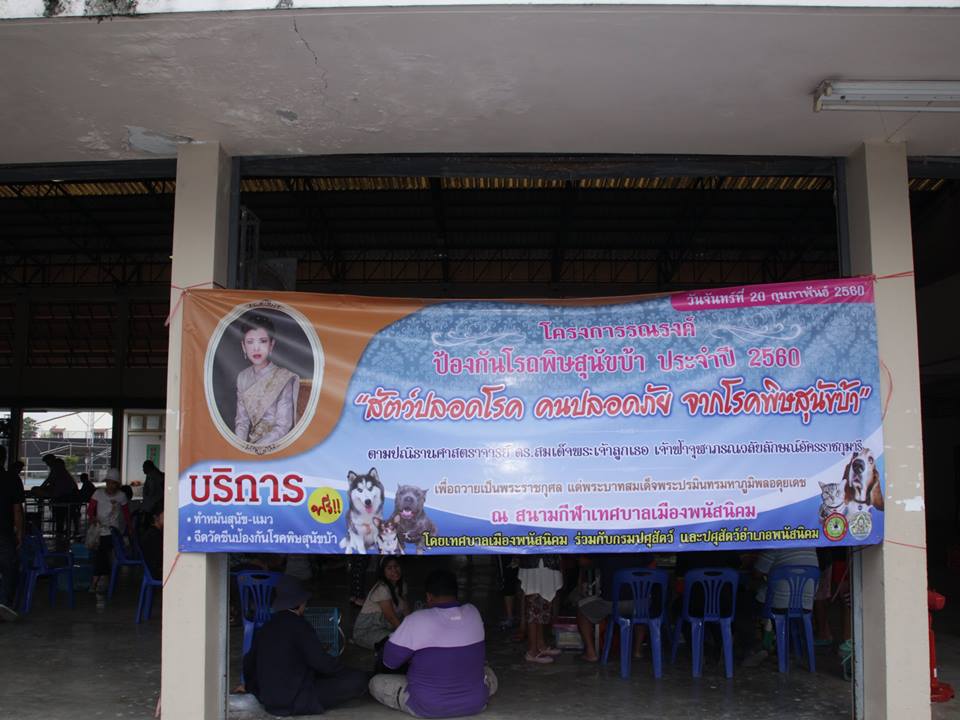 วันจันทร์ที่ 20 กุมภาพันธ์ 2560
โครงการรณรงค์
ป้องกันโรคพิษสุนัขบ้า ประจำปี 2560
“สัตว์ปลอดโรค คนปลอดภัย จากโรคพิษสุนัขบ้า”
ตามปณิธานศาสตราจารย์ ดร.สมเด็จพระเจ้าลูกเธอ เจ้าฟ้าจุฬาภรณวลัยลักษณ์อัครราชกุมารี
เพื่อถวายเป็นพระราชกุศล แด่พระบาทสมเด็จพระปรมินทรมหาภูมิพลอดุยเดช
ณ สนามกีฬาเทศบาลเมืองพนัสนิคม
โดยเทศบาลเมืองพนัสนิคม ร่วมกับกรมปศุสัตว์ และปศุสัตว์อำเภอพนัสนิคม
บริการ
ฟรี!!
• ทำหมันสุนัข-แมว
• ฉีดวัคซีนป้องกันโรคพิษสุนัขบ้า